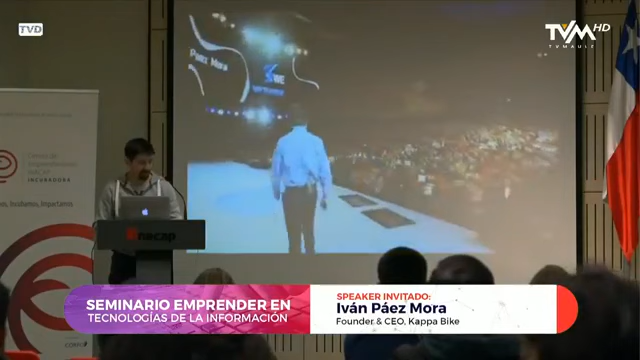 TVD
TVM HD
TVMAULE
Páez Mora
INCUBADORA
inacap
SEMINARIO EMPRENDER EN
TECNOLOGÍAS DE LA INFORMACIÓN
SPEAKER INVITADO:
Iván Páez Mora
Founder & CEO, Kappa Bike